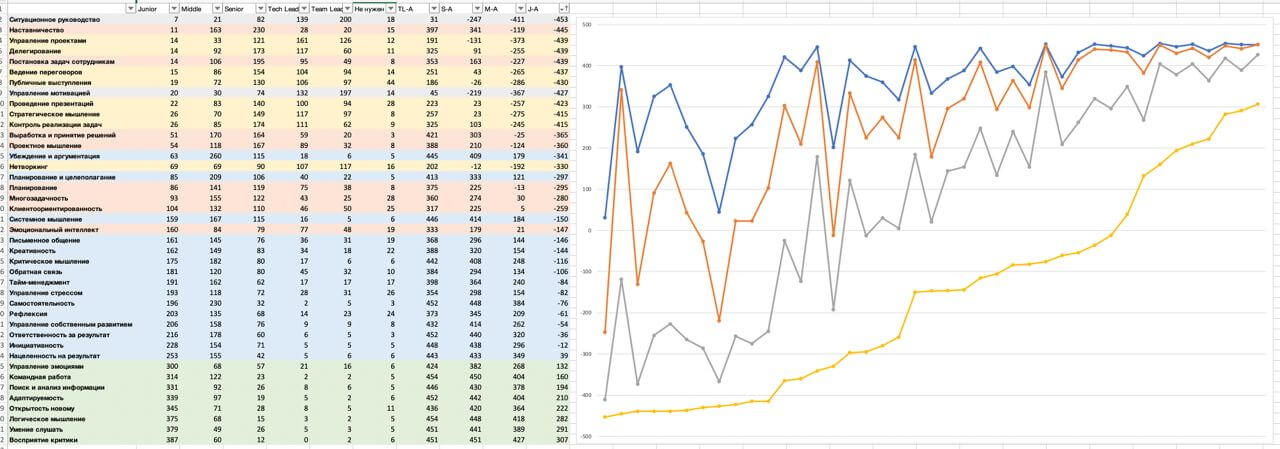 Junior Middle Senior Tech Lead Team Lead Не нужен TL-A S-A M-A J-A
Ситуационное руководство 7 21 82 139 200 18 31 -247 -411 -453
Наставничество 11 163 230 28 20 15 397 341 -119 -445
Управление проектами 14 33 121 161 126 12 191 -131 -373 -439
Делегирование 14 92 173 117 60 11 325 91 -255 -439
Постановка задач сотрудникам 14 106 195 95 49 8 353 163 -227 -439
Ведение переговоров 15 86 154 104 94 14 251 43 -265 -437
Публичные выступления 19 72 130 106 97 44 186 -26 -286 -430
Управление мотивацией 20 30 74 132 197 14 45 -219 -367 -427
Проведение презентаций 22 83 140 100 94 28 223 23 -257 -423
Стратегическое мышление 26 70 149 117 97 8 257 23 -275 -415
Контроль реализации задач 26 85 174 111 62 9 325 103 -245 -415
Выработка и принятие решений 51 170 164 59 20 3 421 303 -25 -365
Проектное мышление 54 118 167 89 32 8 388 210 -124 -360
Убеждение и аргументация 63 260 115 18 6 5 445 409 179 -341
Нетворкинг 69 69 90 107 117 16 202 -12 -192 -330
Планирование и целеполагание 85 209 106 40 22 5 413 333 121 -297
Планирование 86 141 119 75 38 8 375 225 -13 -295
Многозадачность 93 155 122 43 25 28 360 274 30 -280
Клиентоориентированность 104 132 110 46 50 25 317 225 5 -259
Системное мышление 159 167 115 16 5 6 446 414 184 -150
Эмоциональный интеллект 160 84 79 77 48 19 333 179 21 -147
Письменное общение 161 145 76 36 31 19 368 296 144 -146
Креативность 162 149 83 34 18 22 388 320 154 -144
Критическое мышление 175 182 80 17 6 6 442 408 248 -116
Обратная связь 181 120 80 45 32 10 384 294 134 -106
Тайм-менеджмент 191 162 62 17 17 17 398 364 240 -84
Управление стрессом 193 118 72 28 31 26 354 298 154 -82
Самостоятельность 196 230 32 2 5 3 452 448 384 -76
Рефлексия 203 135 68 14 23 24 373 345 209 -61
Управление собственным развитием 206 158 76 9 9 8 432 414 262 -54
Ответственность за результат 216 178 60 6 3 5 452 440 320 -36
Инициативность 228 154 71 5 5 5 448 438 296 -12
Нацеленность на результат 253 155 42 5 6 6 443 433 349 39
Управление эмоциями 300 68 57 21 16 6 424 382 268 132
Командная работа 314 122 23 2 2 5 454 450 404 160
Поиск и анализ информации 331 92 26 8 6 5 446 430 378 194
Адаптируемость 339 97 19 5 2 6 452 442 404 210
Открытость новому 345 71 28 8 5 11 436 420 364 222
Логическое мышление 375 68 15 3 2 5 454 448 418 282
Умение слушать 379 49 26 5 3 5 451 441 389 291
Восприятие критики 387 60 12 0 2 6 451 451 427 307
500
400
300
200
100
0
-100
-200
-300
-400
-500